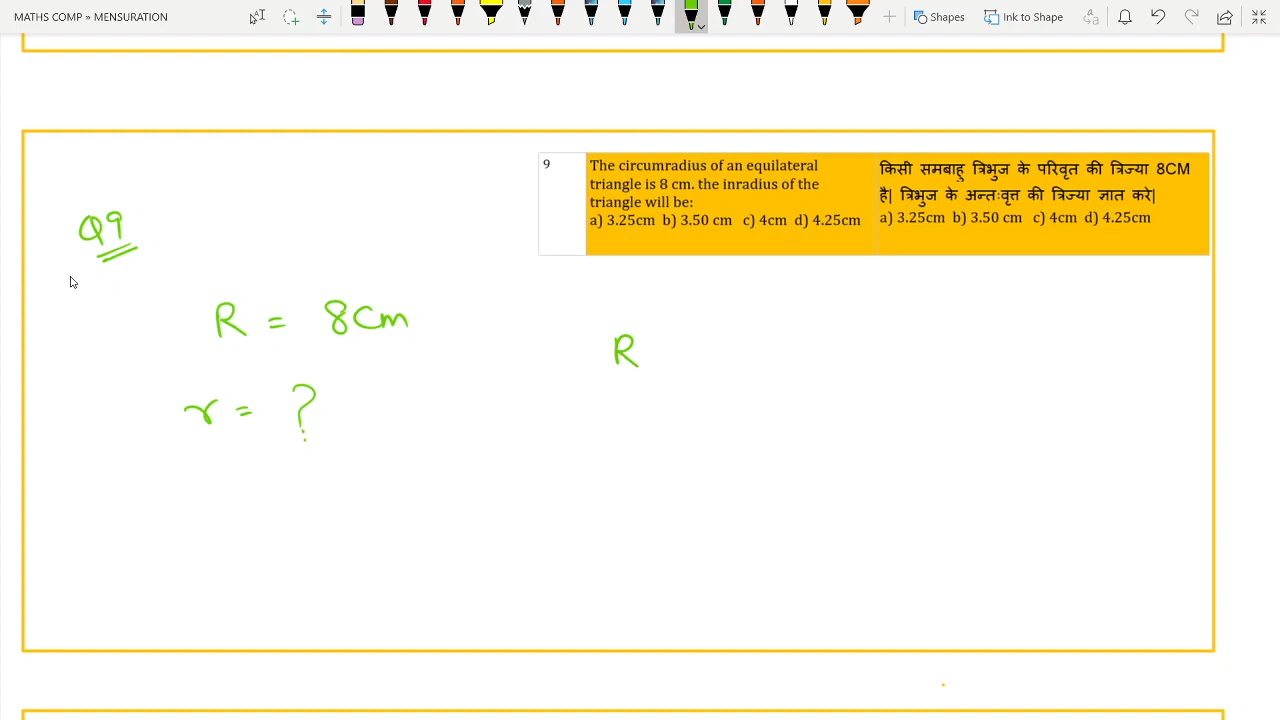 MATHS COMP » MENSURATION
Shapes
Ink to Shape
9
The circumradius of an equilateral
triangle is 8 cm. the inradius of the
triangle will be:
a) 3.25cm b) 3.50 cm c) 4cm d) 4.25cm
किसी समबाहु त्रिभुज के परिवृत की त्रिज्या 8CM
है| त्रिभुज के अन्तःवृत्त की त्रिज्या ज्ञात करे|
a) 3.25cm b) 3.50 cm c) 4cm d) 4.25cm
Q9
R = 8cm
R
r = ?